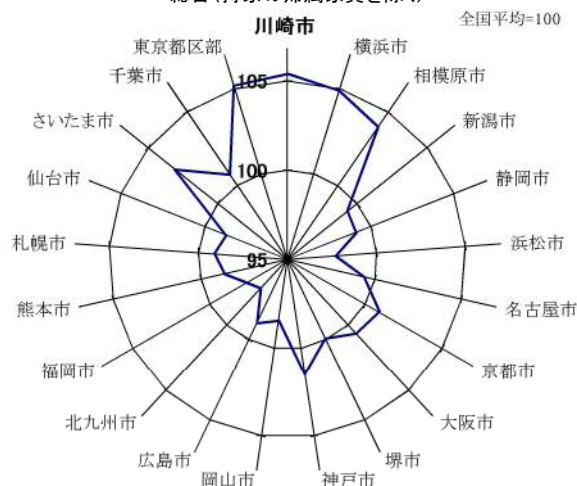 全国平均=100
川崎市
東京都区部
横浜市
千葉市
105
相模原市
さいたま市
新潟市
仙台市
100
静岡市
札幌市
95
浜松市
熊本市
名古屋市
福岡市
京都市
北九州市
大阪市
広島市
堺市
岡山市
神戸市